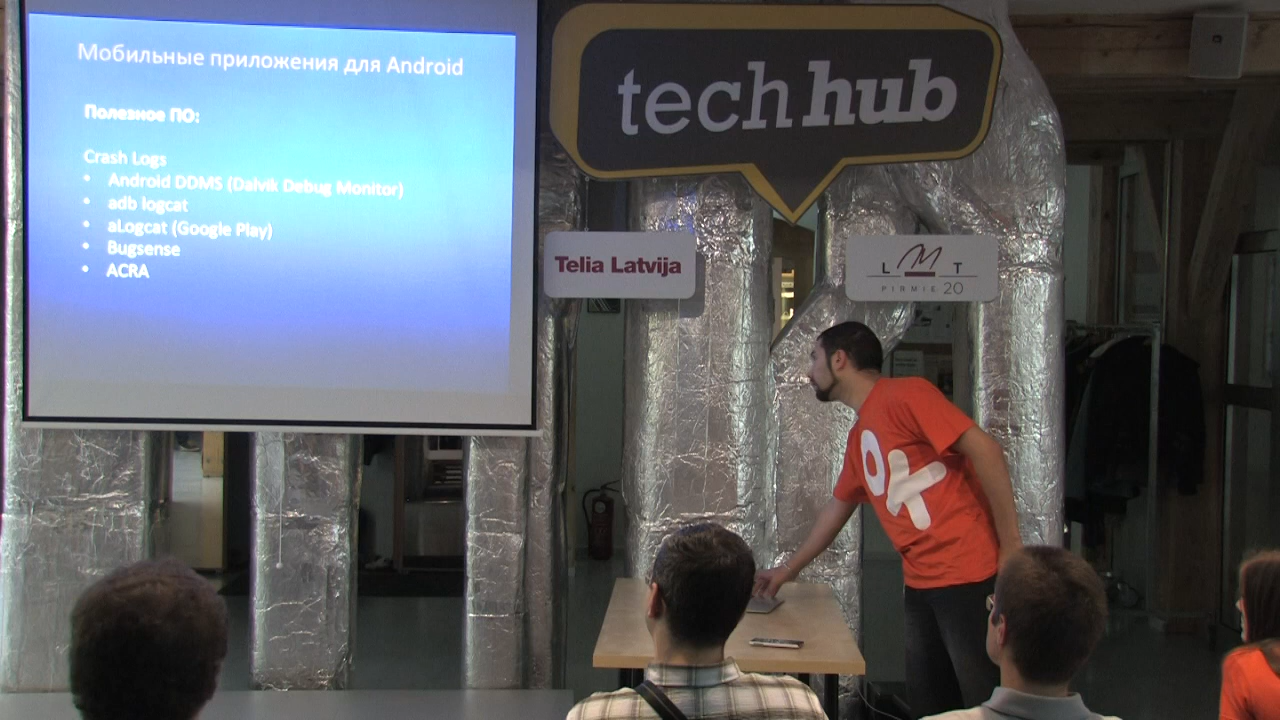 Мобильные приложения для Android
Полезное ПО:
Crash Logs
• Android DDMS (Dalvik Debug Monitor)
• adb logcat
• aLogcat (Google Play)
• Bugsense
• ACRA
tech hub
Telia Latvija
L M T
PIRMIE 20
ok